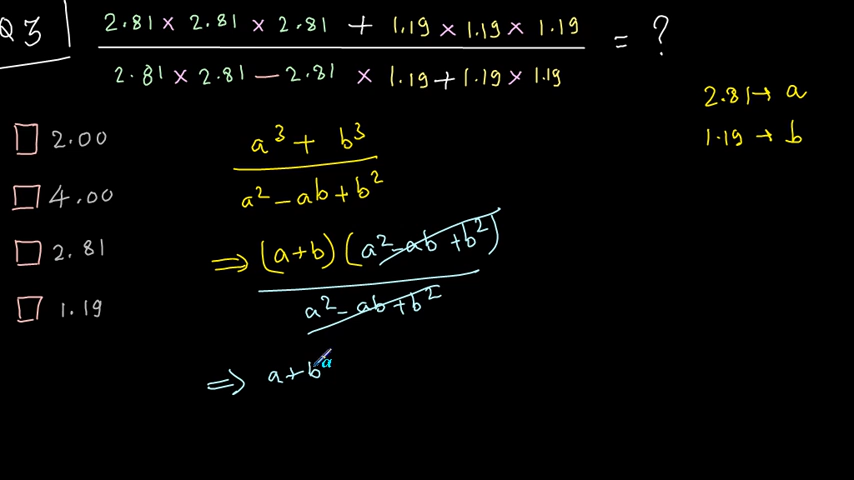 Q3
2.81 × 2.81 × 2.81 + 1.19 × 1.19 × 1.19
= ?
2.81 × 2.81 − 2.81 × 1.19 + 1.19 × 1.19
2.81 → a
1.19 → b
2.00
4.00
2.81
1.19
a³ + b³
a² − ab + b²
⇒ (a+b) (a² − ab + b²)
a² − ab + b²
⇒ a+b